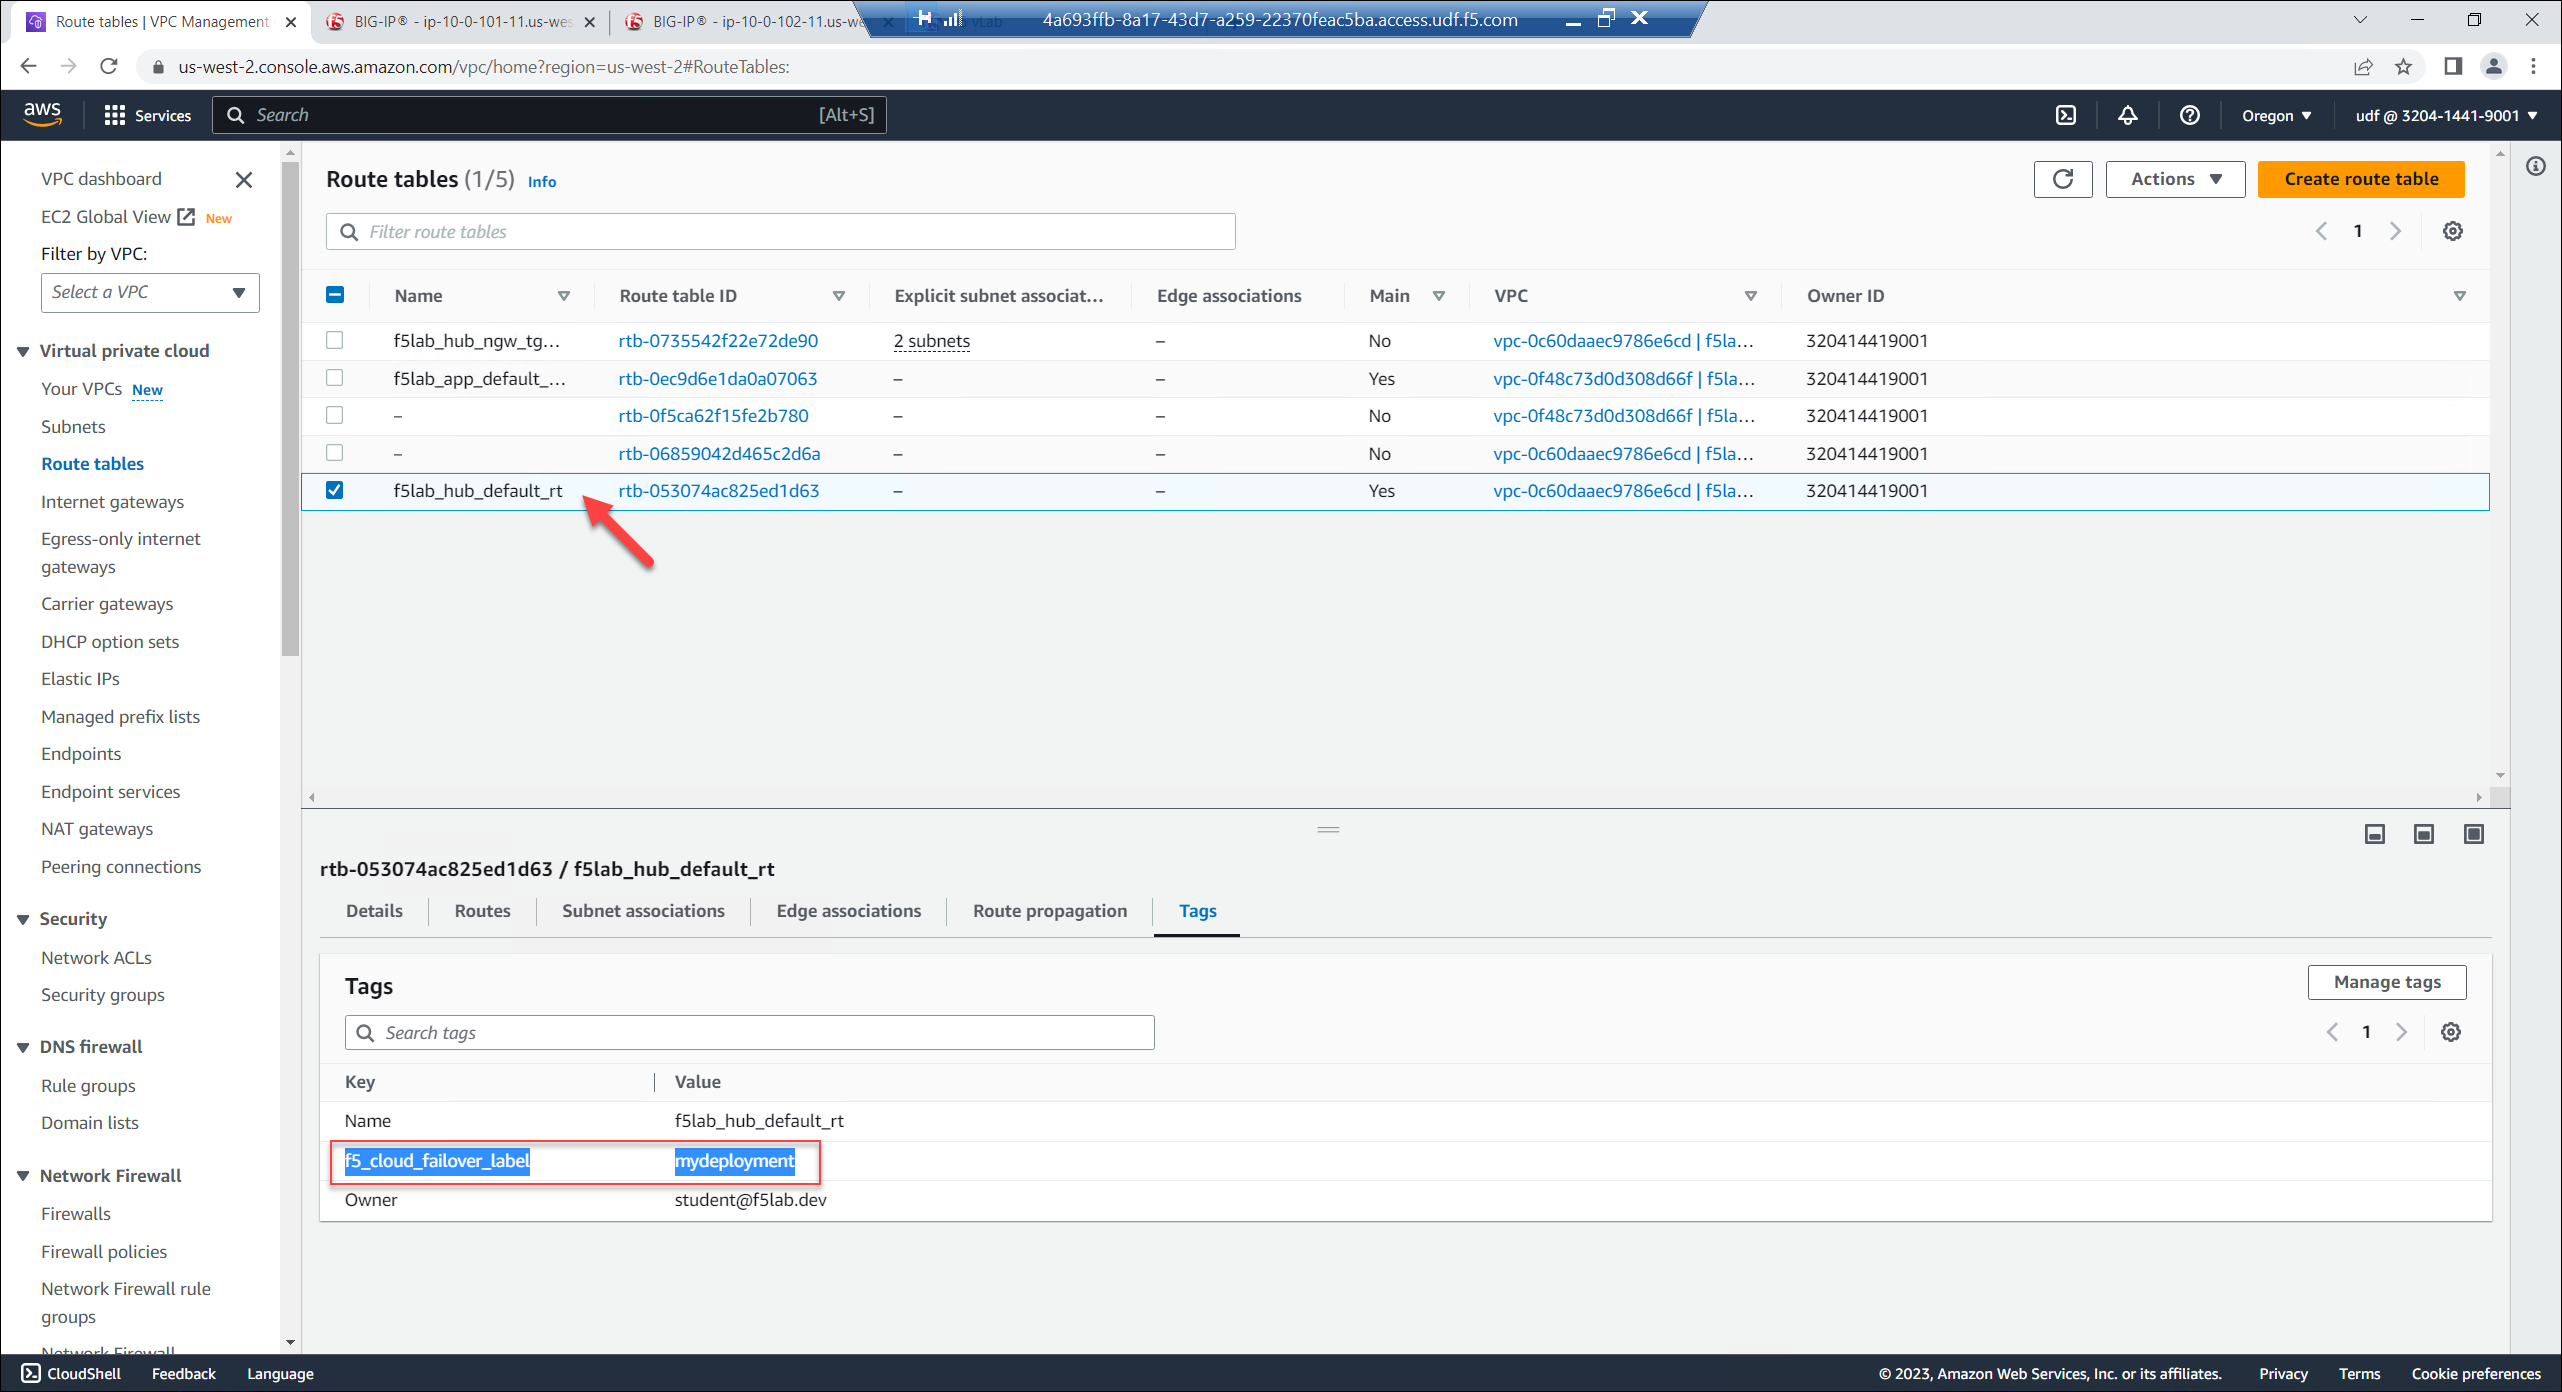 Route tables | VPC Management
BIG-IP® - ip-10-0-101-11.us-wes
BIG-IP® - ip-10-0-102-11.us-we
4a693ffb-8a17-43d7-a259-22370feac5ba.access.udf.f5.com
us-west-2.console.aws.amazon.com/vpc/home?region=us-west-2#RouteTables:
aws
Services
Search
[Alt+S]
Oregon
udf @ 3204-1441-9001
VPC dashboard
EC2 Global View New
Filter by VPC:
Select a VPC
Virtual private cloud
Your VPCs New
Subnets
Route tables
Internet gateways
Egress-only internet
gateways
Carrier gateways
DHCP option sets
Elastic IPs
Managed prefix lists
Endpoints
Endpoint services
NAT gateways
Peering connections
Security
Network ACLs
Security groups
DNS firewall
Rule groups
Domain lists
Network Firewall
Firewalls
Firewall policies
Network Firewall rule
groups
Network Firewall
Route tables (1/5) Info
Actions
Create route table
Filter route tables
1
Name Route table ID Explicit subnet associat... Edge associations Main VPC Owner ID
f5lab_hub_ngw_tg... rtb-0735542f22e72de90 2 subnets – No vpc-0c60daaec9786e6cd | f5la... 320414419001
f5lab_app_default_... rtb-0ec9d6e1da0a07063 – – Yes vpc-0f48c73d0d308d66f | f5la... 320414419001
– rtb-0f5ca62f15fe2b780 – – No vpc-0f48c73d0d308d66f | f5la... 320414419001
– rtb-06859042d465c2d6a – – No vpc-0c60daaec9786e6cd | f5la... 320414419001
f5lab_hub_default_rt rtb-053074ac825ed1d63 – – Yes vpc-0c60daaec9786e6cd | f5la... 320414419001
rtb-053074ac825ed1d63 / f5lab_hub_default_rt
Details Routes Subnet associations Edge associations Route propagation Tags
Tags
Manage tags
Search tags
1
Key Value
Name f5lab_hub_default_rt
f5_cloud_failover_label mydeployment
Owner student@f5lab.dev
CloudShell Feedback Language
© 2023, Amazon Web Services, Inc. or its affiliates. Privacy Terms Cookie preferences